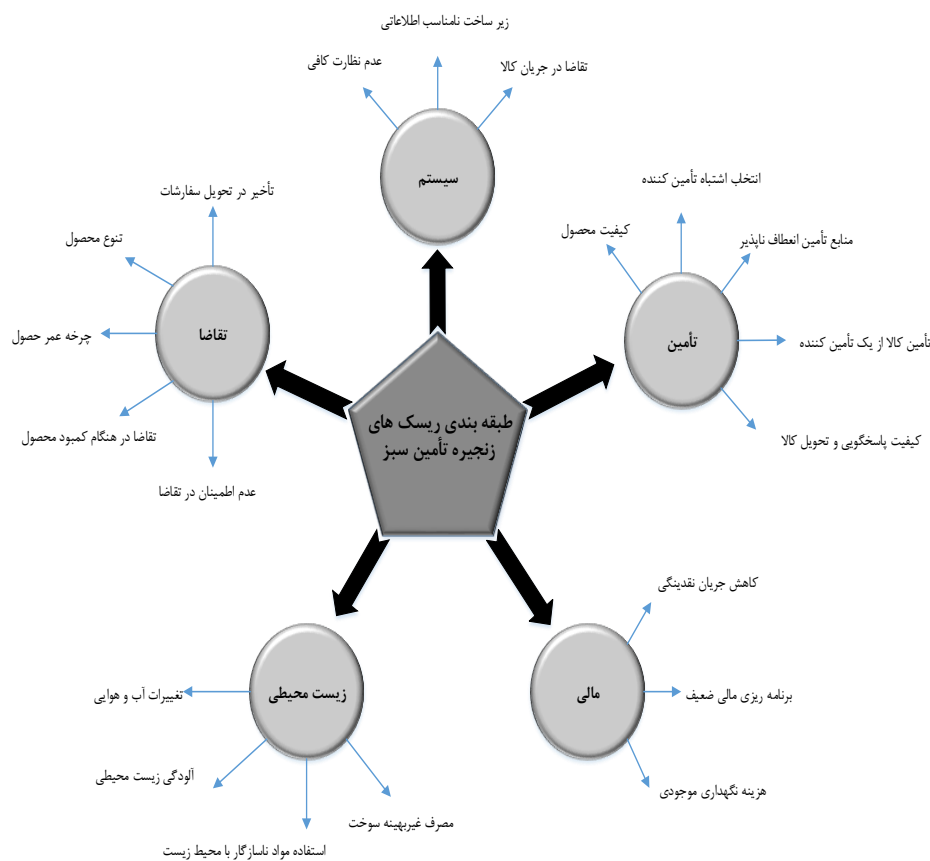 زیر ساخت نامناسب اطلاعاتی
عدم نظارت کافی
تقاضا در جریان کالا
سیستم
انتخاب اشتباه تأمین کننده
کیفیت محصول
منابع تأمین انعطاف ناپذیر
تأمین
تأمین کالا از یک تأمین کننده
کیفیت پاسخگویی و تحویل کالا
تأخیر در تحویل سفارشات
تنوع محصول
تقاضا
چرخه عمر حصول
تقاضا در هنگام کمبود محصول
عدم اطمینان در تقاضا
طبقه بندی ریسک های
زنجیره تأمین سبز
کاهش جریان نقدینگی
مالی
برنامه ریزی مالی ضعیف
هزینه نگهداری موجودی
زیست محیطی
تغییرات آب و هوایی
آلودگی زیست محیطی
مصرف غیربهینه سوخت
استفاده مواد ناسازگار با محیط زیست